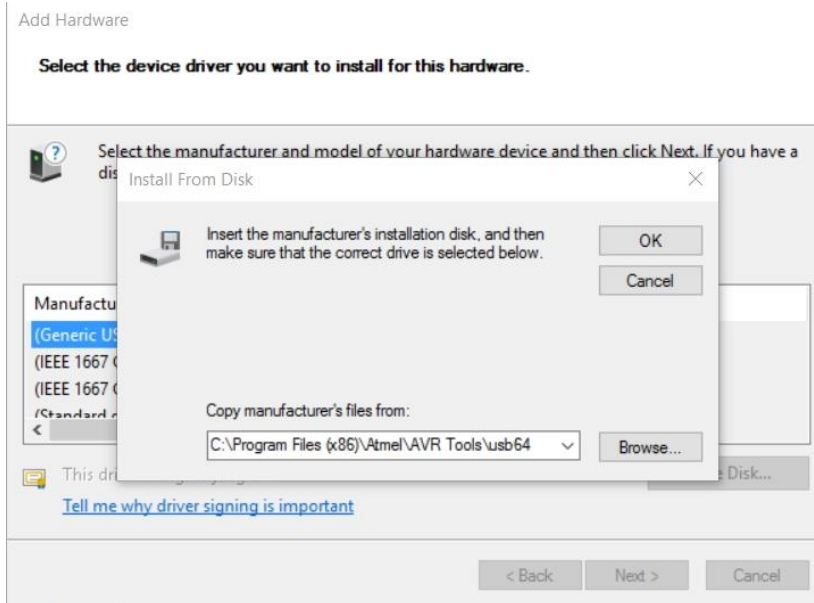 Add Hardware
Select the device driver you want to install for this hardware.
Select the manufacturer and model of your hardware device and then click Next. If you have a
dis
Install From Disk
Insert the manufacturer's installation disk, and then
make sure that the correct drive is selected below.
OK
Cancel
Manufactu
(Generic US
(IEEE 1667
(IEEE 1667
(Standard
Copy manufacturer's files from:
C:\Program Files (x86)\Atmel\AVR Tools\usb64
Browse...
This dri
Disk...
Tell me why driver signing is important
< Back
Next >
Cancel